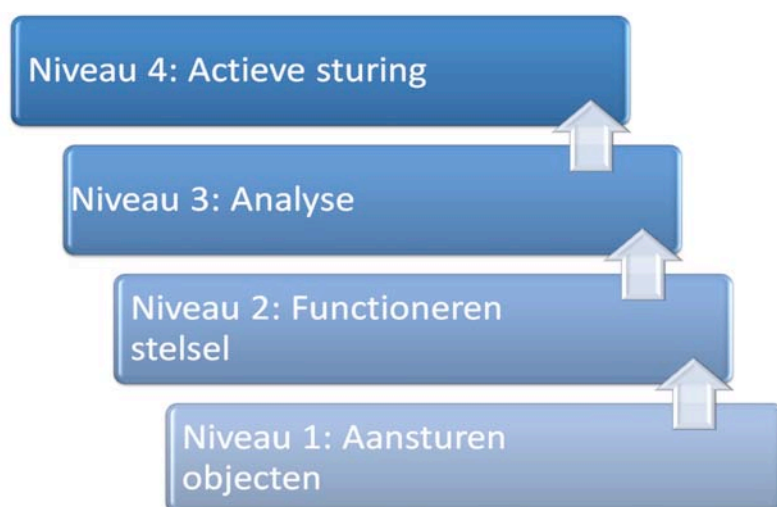 Niveau 4: Actieve sturing
Niveau 3: Analyse
Niveau 2: Functioneren
stelsel
Niveau 1: Aansturen
objecten